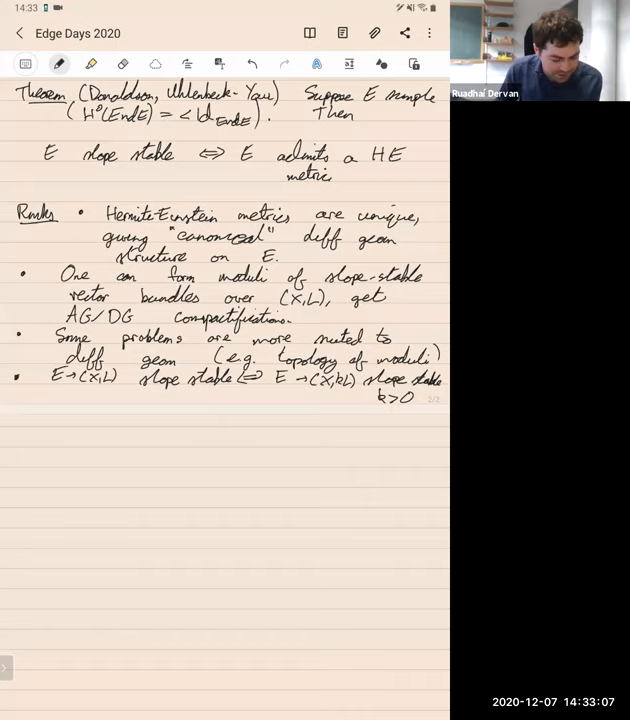 14:33
Edge Days 2020
Theorem (Donaldson, Uhlenbeck-Yau) Suppose E simple
(H⁰(End E) = <Id_End E>). Then
E slope stable ⟺ E admits a HE
metric
Rmks • Hermite-Einstein metrics are unique,
giving "canonical" diff geom
structure on E.
• One can form moduli of slope-stable
vector bundles over (X,L), get
AG/DG compactifications.
• Some problems are more suited to
diff geom (e.g. topology of moduli)
• E→(X,L) slope stable ⟺ E→(X,kL) slope stable
k>0
2/2
Ruadhaí Dervan
2020-12-07 14:33:07